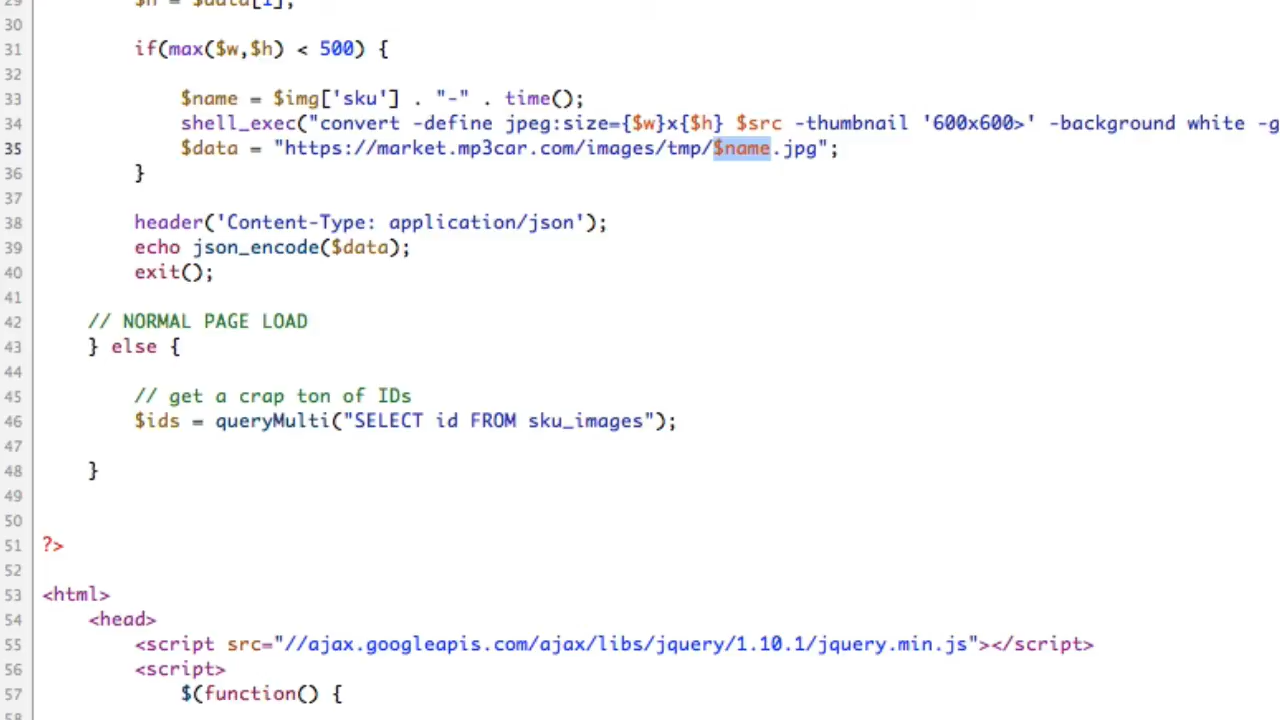 29 $h = $data[1];
30
31 if(max($w,$h) < 500) {
32
33 $name = $img['sku'] . "-" . time();
34 shell_exec("convert -define jpeg:size={$w}x{$h} $src -thumbnail '600x600>' -background white -g
35 $data = "https://market.mp3car.com/images/tmp/$name.jpg";
36 }
37
38 header('Content-Type: application/json');
39 echo json_encode($data);
40 exit();
41
42 // NORMAL PAGE LOAD
43 } else {
44
45 // get a crap ton of IDs
46 $ids = queryMulti("SELECT id FROM sku_images");
47
48 }
49
50
51 ?>
52
53 <html>
54 <head>
55 <script src="//ajax.googleapis.com/ajax/libs/jquery/1.10.1/jquery.min.js"></script>
56 <script>
57 $(function() {
58